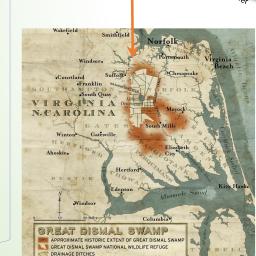 Wakefield
Smithfield
Norfolk
Windsor
Portsmouth
Virginia
Beach
Suffolk
Chesapeake
Courtland
Franklin
South Quay
VIRGINIA
N.CAROLINA
Moyock
South Mills
Winton
Gatesville
Elizabeth
City
Ahoskie
Hertford
Edenton
Albemarle Sound
Kitty Hawk
Windsor
Columbia
GREAT DISMAL SWAMP
APPROXIMATE HISTORIC EXTENT OF GREAT DISMAL SWAMP
GREAT DISMAL SWAMP NATIONAL WILDLIFE REFUGE
DRAINAGE DITCHES